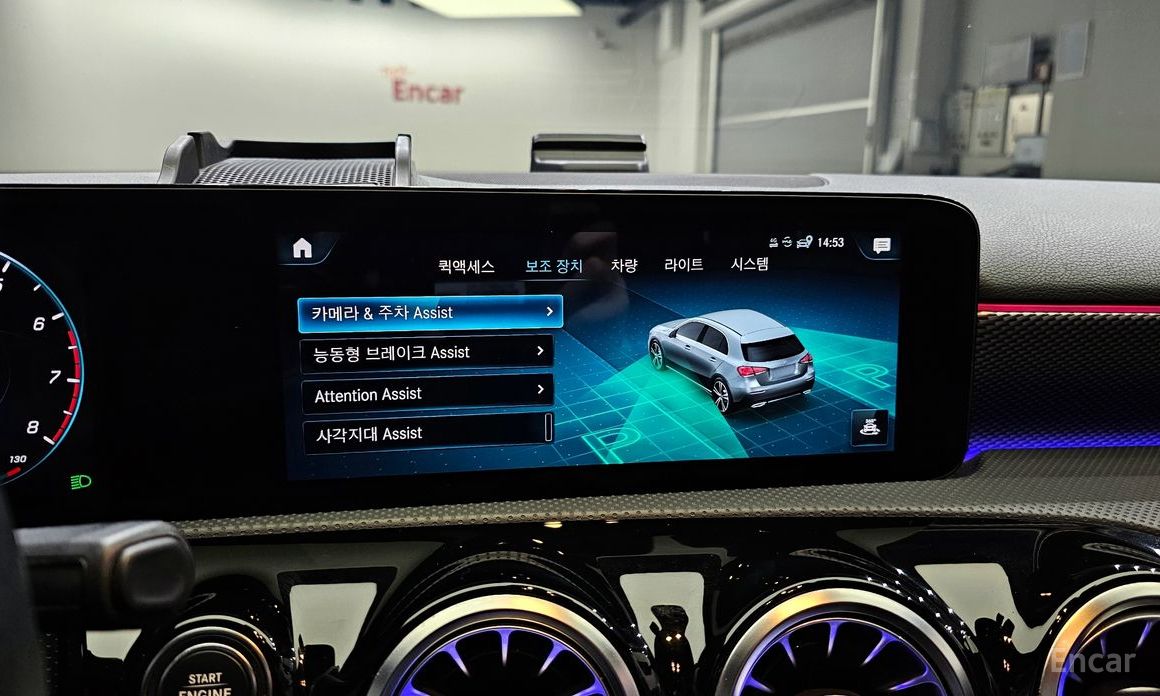 Encar
14:53
퀵액세스 보조 장치 차량 라이트 시스템
카메라 & 주차 Assist
능동형 브레이크 Assist
Attention Assist
사각지대 Assist
360°
P
P
6
7
8
130
START
ENGINE
Encar